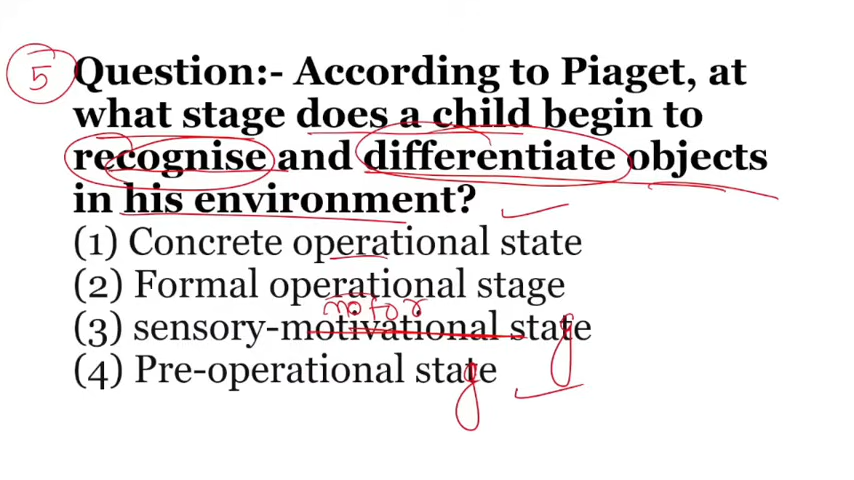 5 Question:- According to Piaget, at
what stage does a child begin to
recognise and differentiate objects
in his environment?
(1) Concrete operational state
(2) Formal operational stage
motor
(3) sensory-motivational state g
(4) Pre-operational state
g